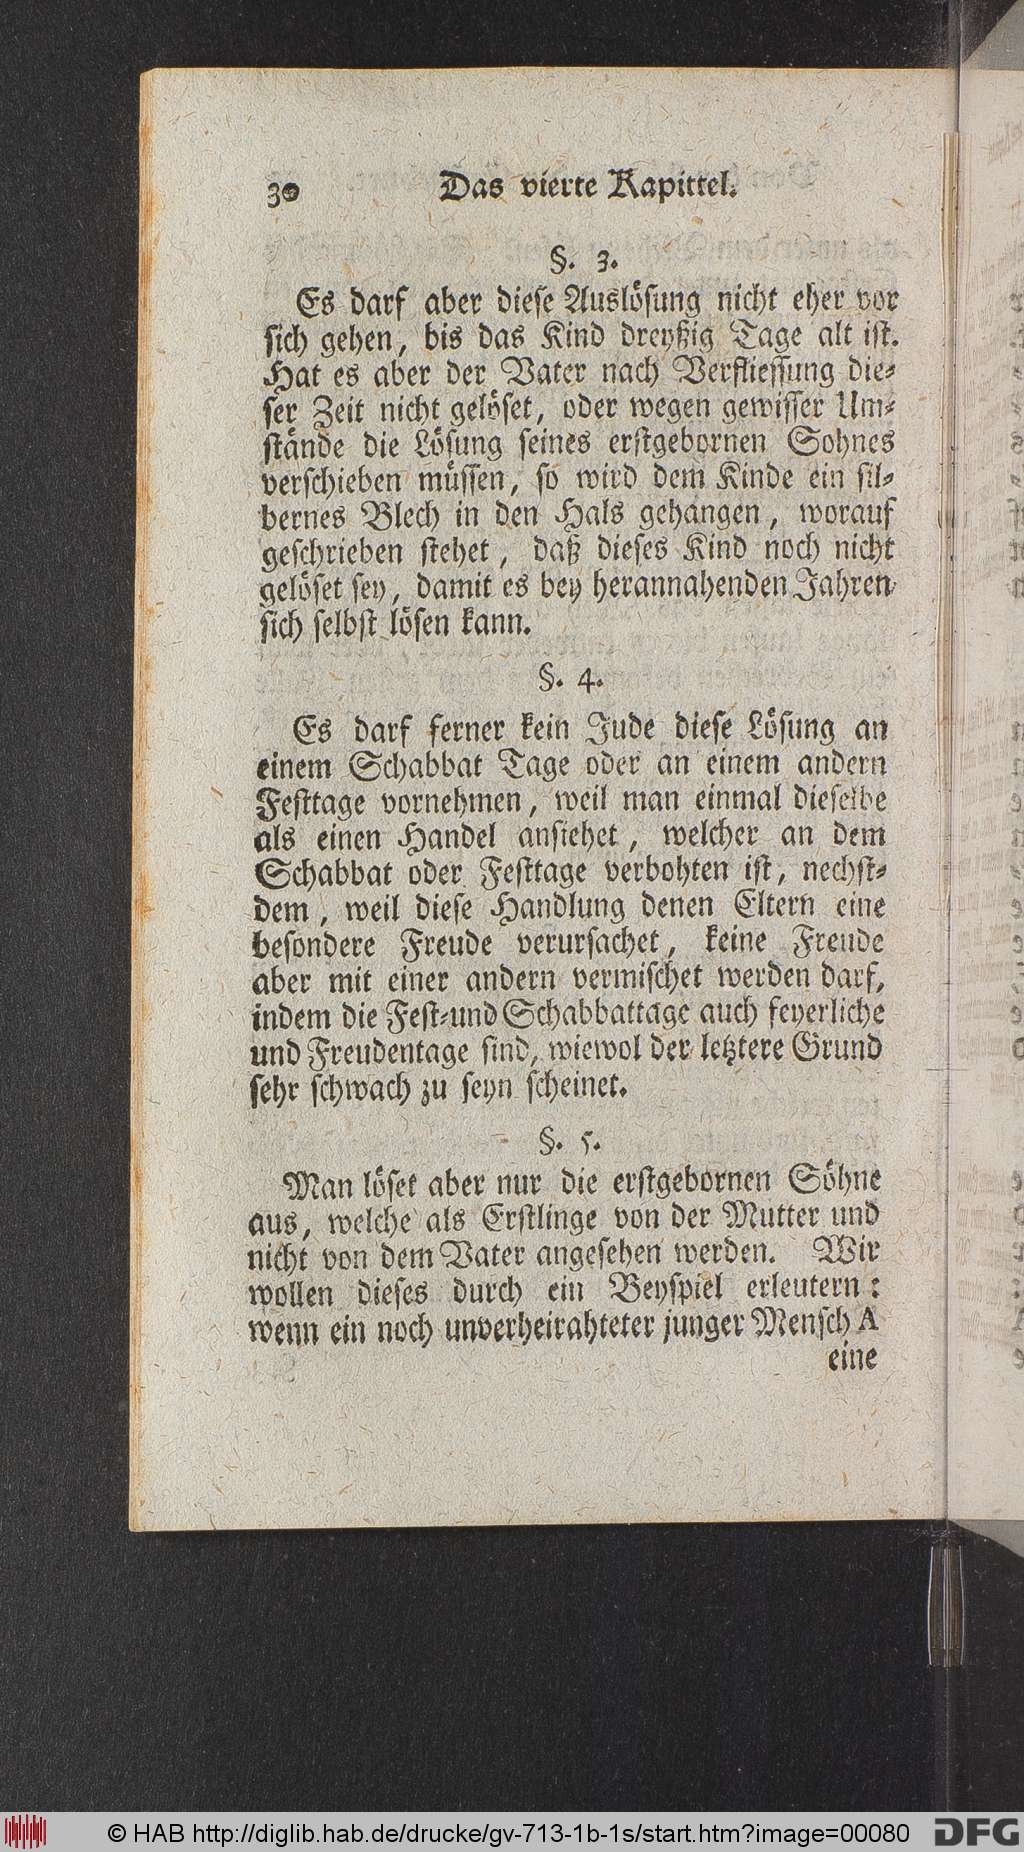 30 Das vierte Kapittel.
§. 3.
Es darf aber diese Auslösung nicht eher vor
sich gehen, bis das Kind dreyßig Tage alt ist.
Hat es aber der Vater nach Verfliessung die-
ser Zeit nicht gelöset, oder wegen gewisser Um-
stände die Lösung seines erstgebornen Sohnes
verschieben müssen, so wird dem Kinde ein sil-
bernes Blech in den Hals gehangen, worauf
geschrieben stehet, daß dieses Kind noch nicht
gelöset sey, damit es bey herannahenden Jahren
sich selbst lösen kann.
§. 4.
Es darf ferner kein Jude diese Lösung an
einem Schabbat Tage oder an einem andern
Festtage vornehmen, weil man einmal dieselbe
als einen Handel ansiehet, welcher an dem
Schabbat oder Festtage verbohten ist, nechst-
dem, weil diese Handlung denen Eltern eine
besondere Freude verursachet, keine Freude
aber mit einer andern vermischet werden darf,
indem die Fest-und Schabbattage auch feyerliche
und Freudentage sind, wiewol der letztere Grund
sehr schwach zu seyn scheinet.
§. 5.
Man löset aber nur die erstgebornen Söhne
aus, welche als Erstlinge von der Mutter und
nicht von dem Vater angesehen werden. Wir
wollen dieses durch ein Beyspiel erleutern:
wenn ein noch unverheirahteter junger Mensch A
eine
© HAB http://diglib.hab.de/drucke/gv-713-1b-1s/start.htm?image=00080 DFG